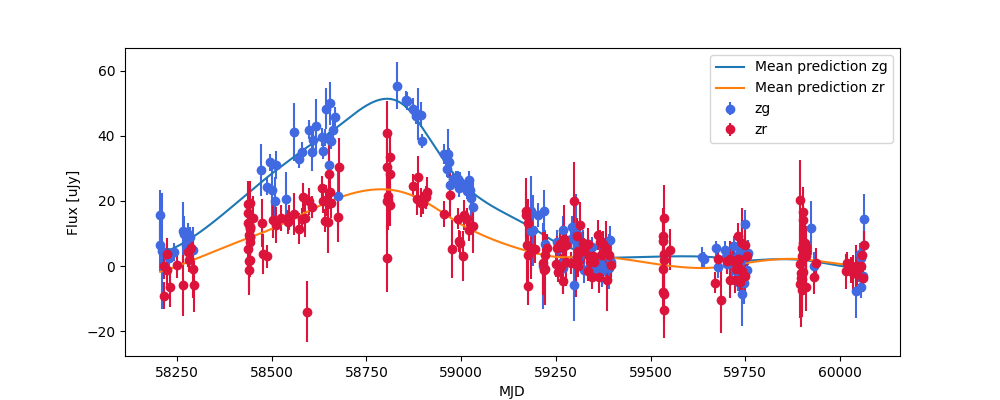 60
40
20
0
−20
Flux [uJy]
58250 58500 58750 59000 59250 59500 59750 60000
MJD
Mean prediction zg
Mean prediction zr
zg
zr